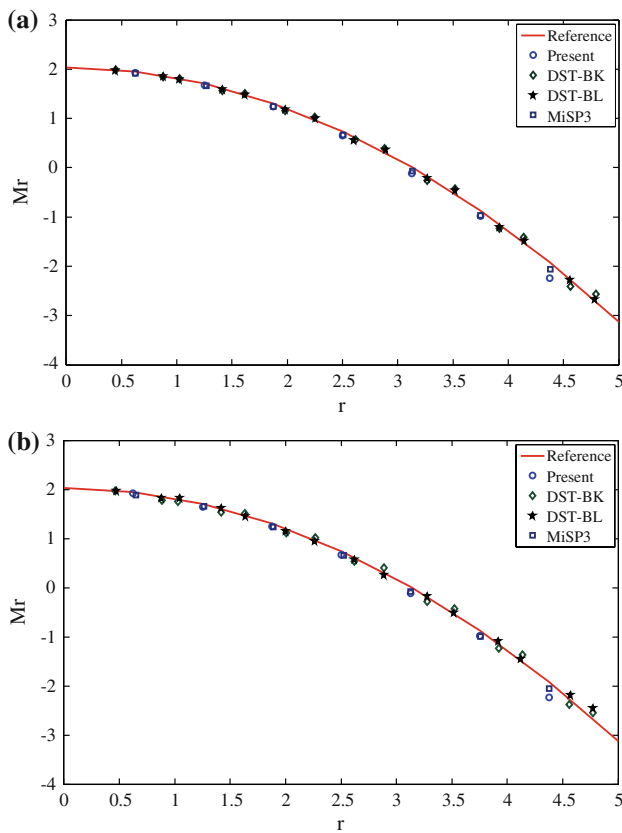 (a)
3
2
1
0
-1
-2
-3
-4
Mr
0 0.5 1 1.5 2 2.5 3 3.5 4 4.5 5
r
Reference
Present
DST-BK
DST-BL
MiSP3
(b)
3
2
1
0
-1
-2
-3
-4
Mr
0 0.5 1 1.5 2 2.5 3 3.5 4 4.5 5
r
Reference
Present
DST-BK
DST-BL
MiSP3